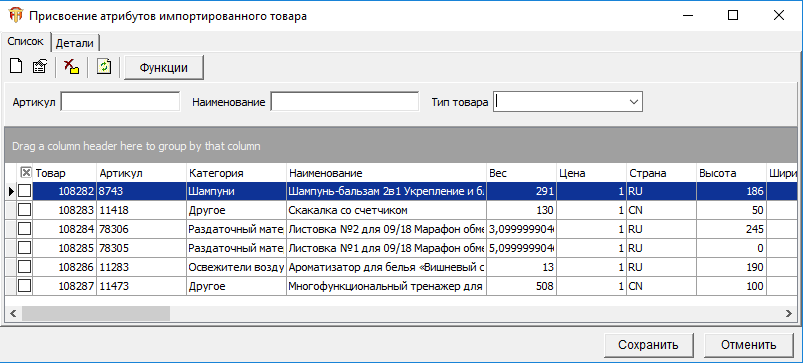 Присвоение атрибутов импортированного товара
Список Детали
Функции
Артикул Наименование Тип товара
Drag a column header here to group by that column
Товар Артикул Категория Наименование Вес Цена Страна Высота Шири
108282 8743 Шампуни Шампунь-бальзам 2в1 Укрепление и бл 291 1 RU 186
108283 11418 Другое Скакалка со счетчиком 130 1 CN 50
108284 78306 Раздаточный мате Листовка №2 для 09/18 Марафон обме 3,0999999046 1 RU 245
108285 78305 Раздаточный мате Листовка №1 для 09/18 Марафон обме 5,0999999046 1 RU 0
108286 11283 Освежители возду Ароматизатор для белья «Вишневый с 13 1 RU 190
108287 11473 Другое Многофункциональный тренажер для 508 1 CN 100
Сохранить Отменить